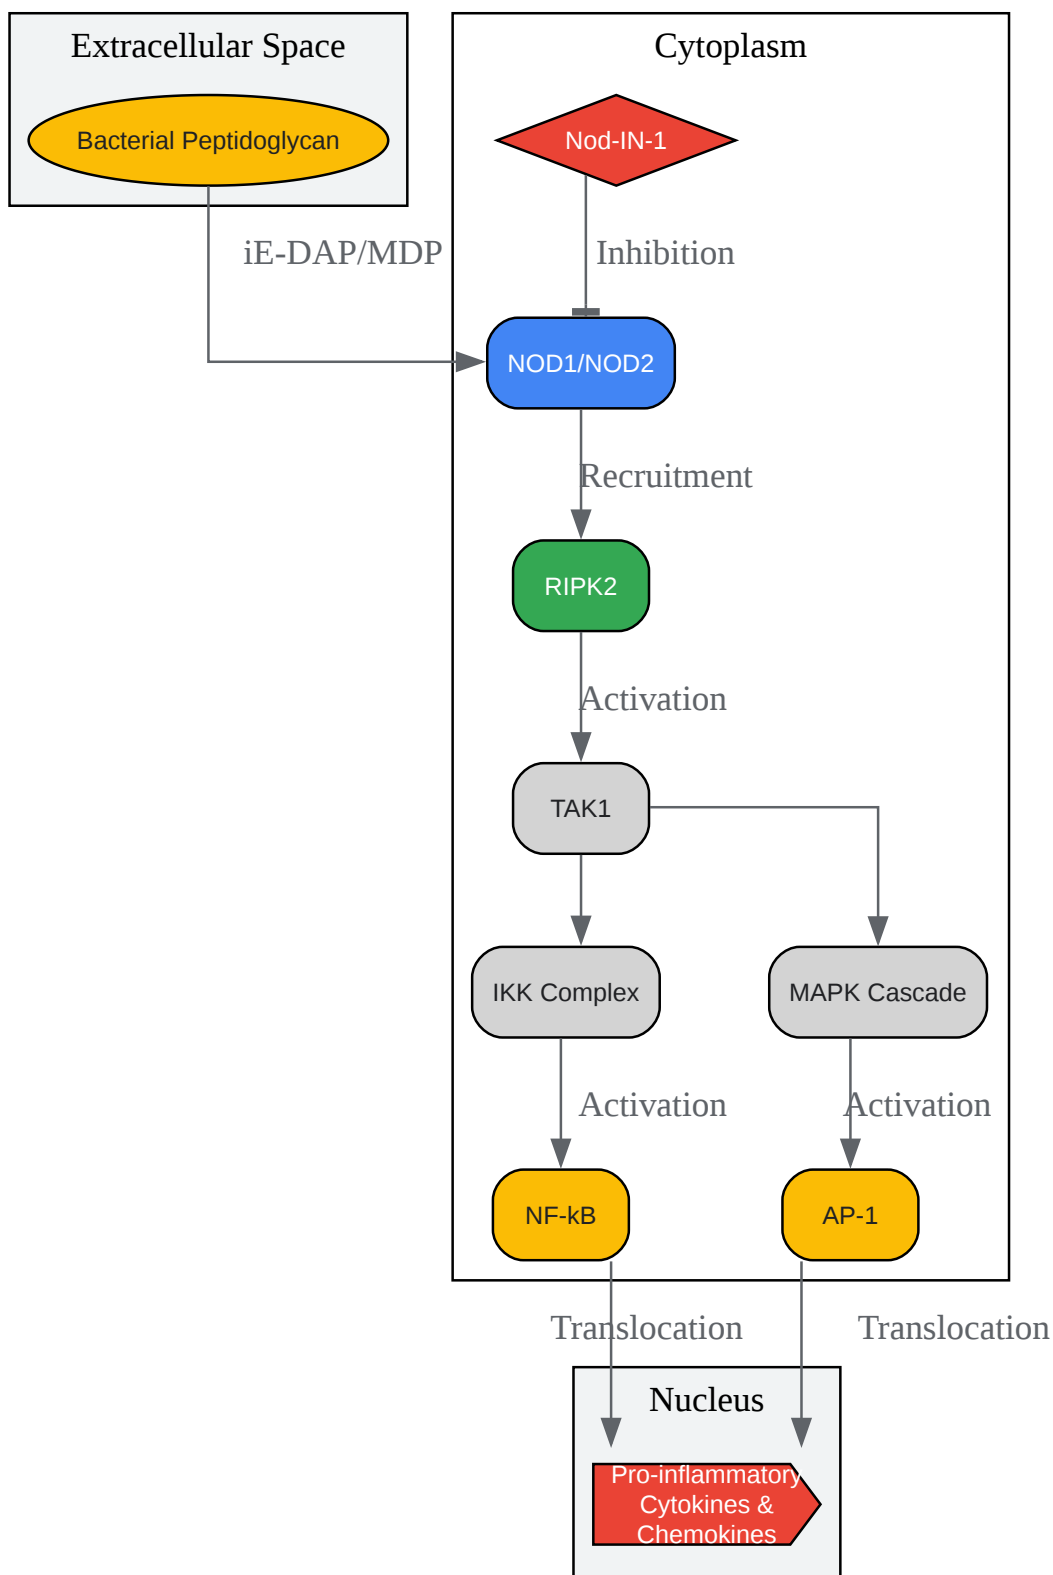 Extracellular Space
Cytoplasm
Bacterial Peptidoglycan
Nod-IN-1
iE-DAP/MDP
Inhibition
NOD1/NOD2
Recruitment
RIPK2
Activation
TAK1
IKK Complex
MAPK Cascade
Activation
Activation
NF-kB
AP-1
Translocation
Translocation
Nucleus
Pro-inflammatory
Cytokines &
Chemokines